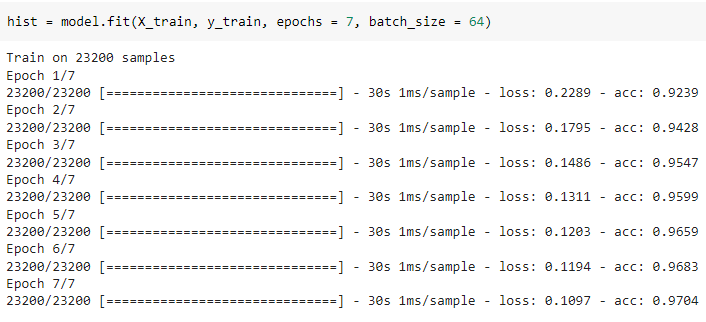 hist = model.fit(X_train, y_train, epochs = 7, batch_size = 64)
Train on 23200 samples
Epoch 1/7
23200/23200 [==============================] - 30s 1ms/sample - loss: 0.2289 - acc: 0.9239
Epoch 2/7
23200/23200 [==============================] - 30s 1ms/sample - loss: 0.1795 - acc: 0.9428
Epoch 3/7
23200/23200 [==============================] - 30s 1ms/sample - loss: 0.1486 - acc: 0.9547
Epoch 4/7
23200/23200 [==============================] - 30s 1ms/sample - loss: 0.1311 - acc: 0.9599
Epoch 5/7
23200/23200 [==============================] - 30s 1ms/sample - loss: 0.1203 - acc: 0.9659
Epoch 6/7
23200/23200 [==============================] - 30s 1ms/sample - loss: 0.1194 - acc: 0.9683
Epoch 7/7
23200/23200 [==============================] - 30s 1ms/sample - loss: 0.1097 - acc: 0.9704